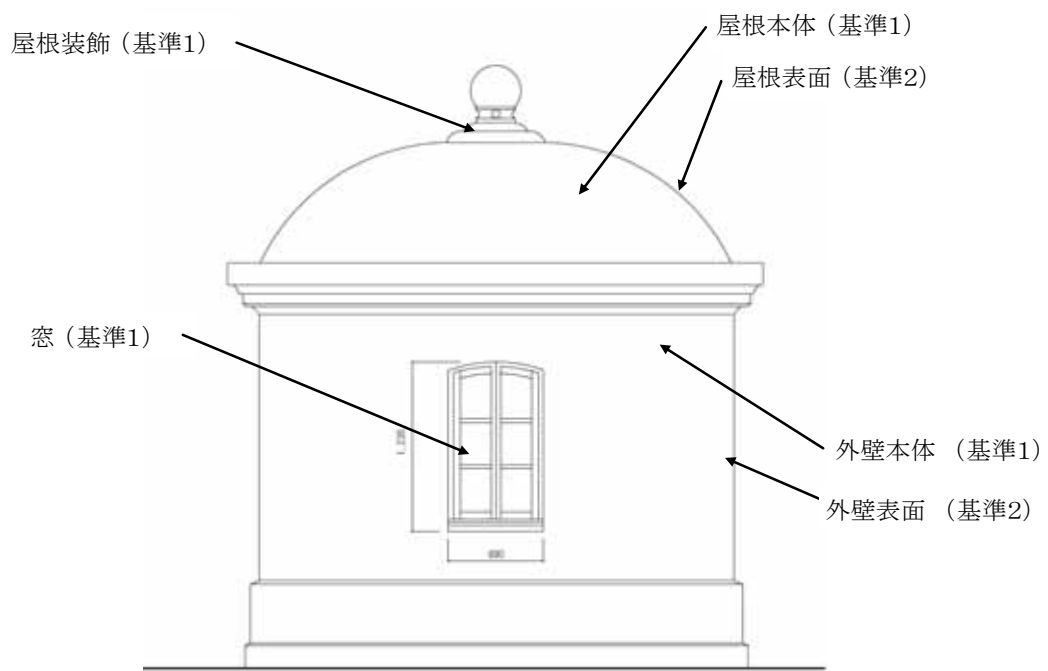 屋根装飾（基準1）
屋根本体（基準1）
屋根表面（基準2）
窓（基準1）
外壁本体 （基準1）
外壁表面 （基準2）